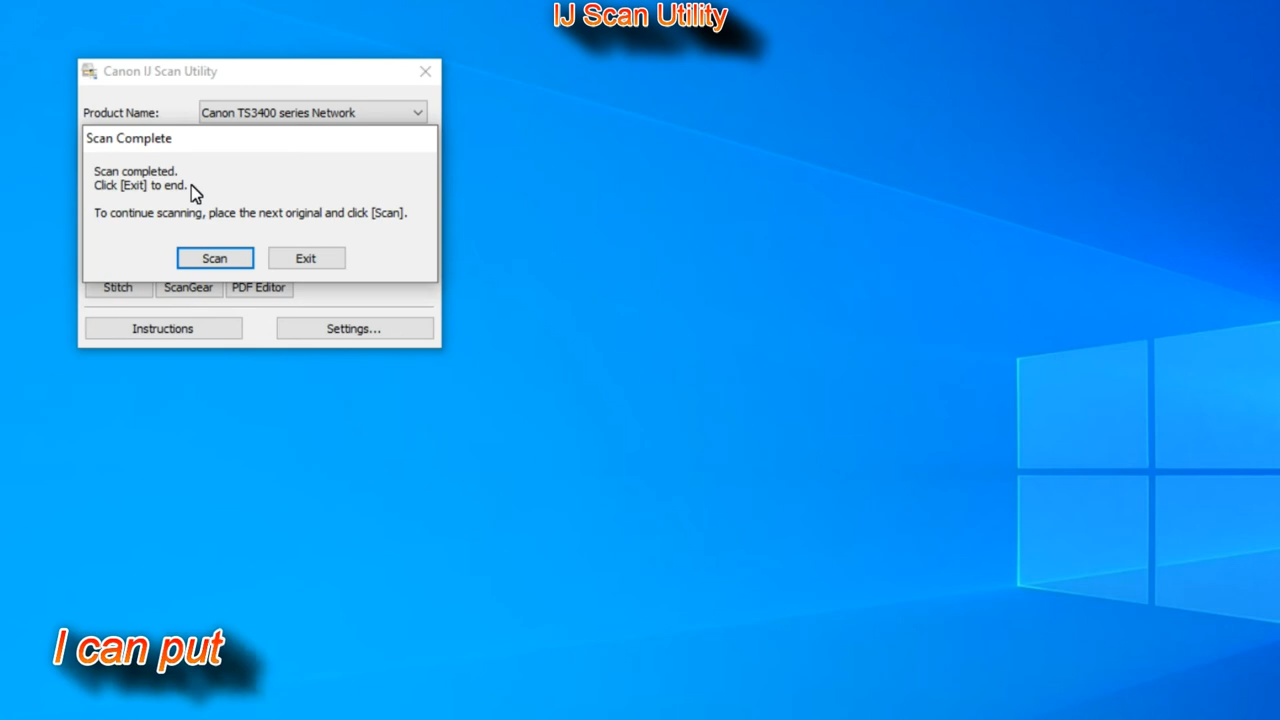 IJ Scan Utility
Canon IJ Scan Utility
Product Name: Canon TS3400 series Network
Scan Complete
Scan completed.
Click [Exit] to end.
To continue scanning, place the next original and click [Scan].
Scan Exit
Stitch ScanGear PDF Editor
Instructions Settings...
I can put